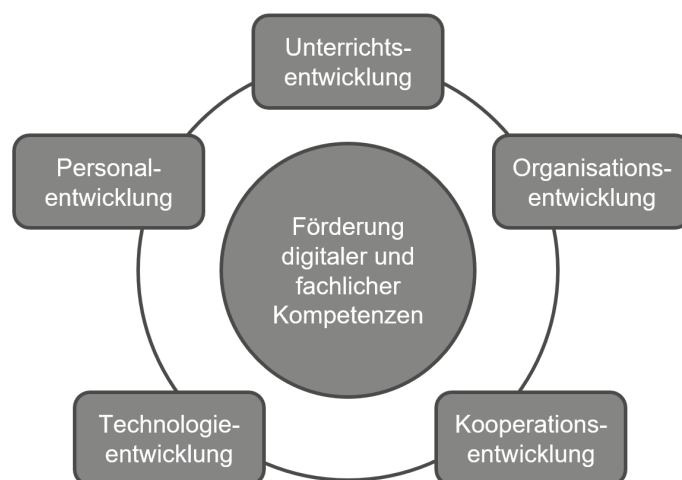 Unterrichts-
entwicklung
Personal-
entwicklung
Organisations-
entwicklung
Förderung
digitaler und
fachlicher
Kompetenzen
Technologie-
entwicklung
Kooperations-
entwicklung